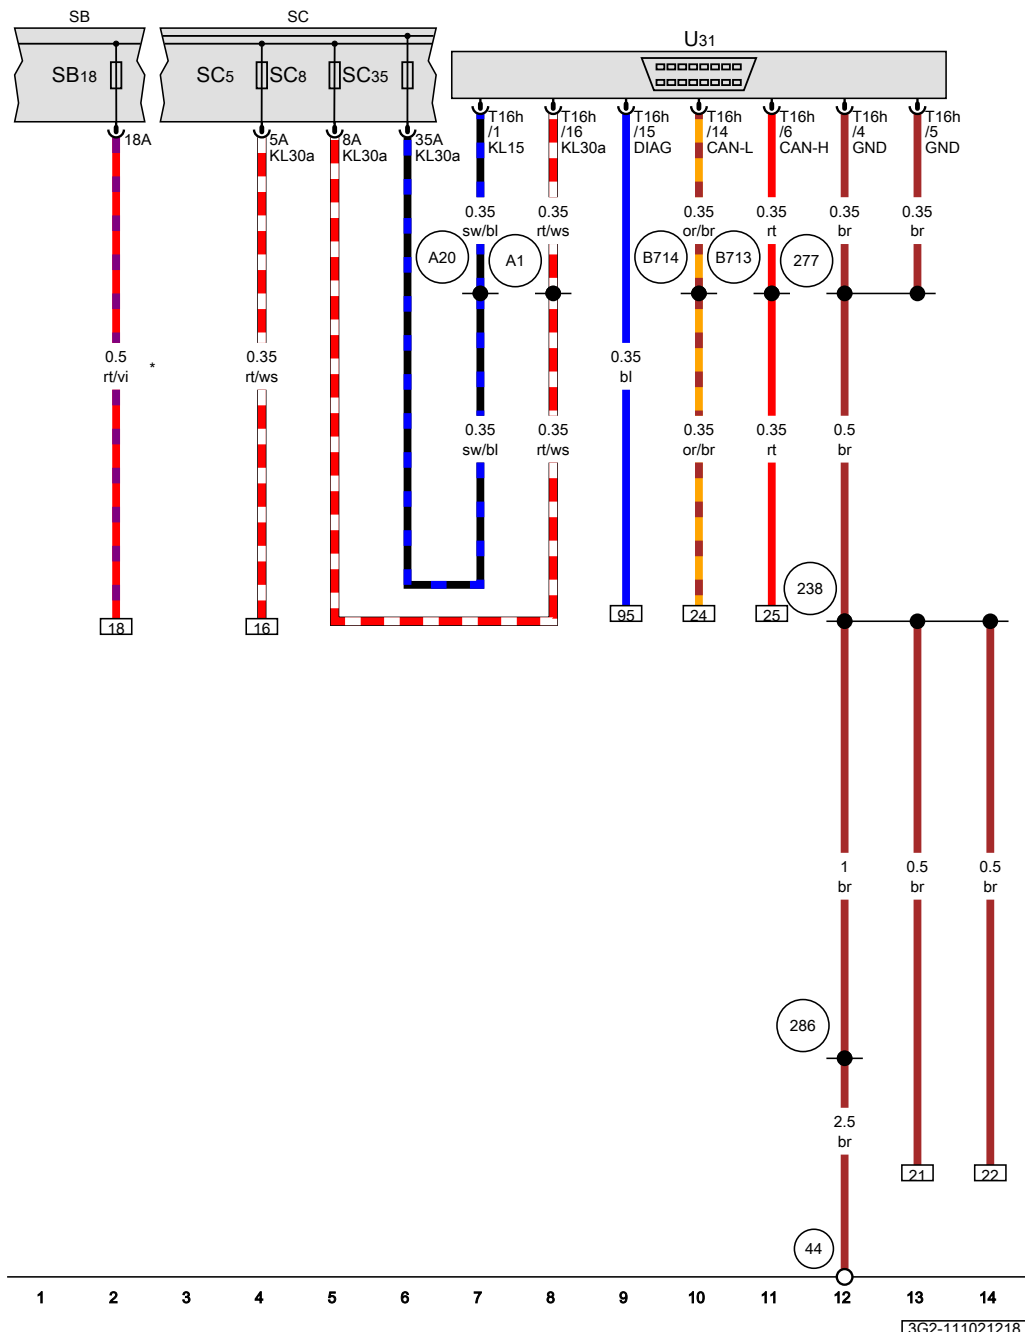 SB
SC
U31
SB18
SC5
SC8
SC35
18A
5A
KL30a
8A
KL30a
35A
KL30a
T16h
/1
KL15
T16h
/16
KL30a
T16h
/15
DIAG
T16h
/14
CAN-L
T16h
/6
CAN-H
T16h
/4
GND
T16h
/5
GND
0.35
sw/bl
0.35
rt/ws
0.35
or/br
0.35
rt
0.35
br
0.35
br
A20
A1
B714
B713
277
0.5
rt/vi
*
0.35
rt/ws
0.35
bl
0.35
sw/bl
0.35
rt/ws
0.35
or/br
0.35
rt
0.5
br
238
18
16
95
24
25
1
br
0.5
br
0.5
br
286
2.5
br
21
22
44
1 2 3 4 5 6 7 8 9 10 11 12 13 14
3G2-111021218